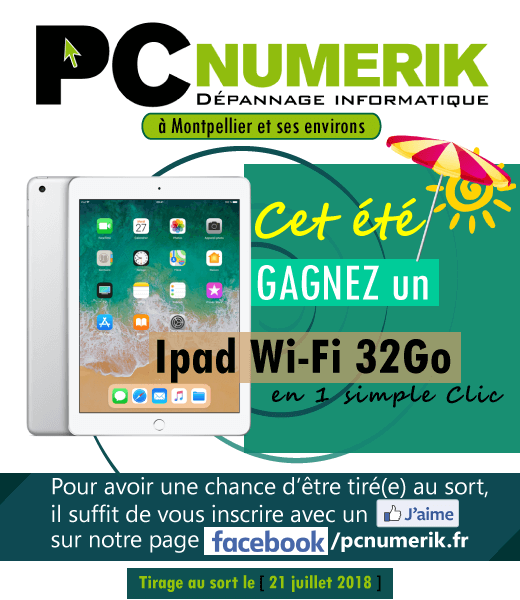 PC NUMERIK
DÉPANNAGE INFORMATIQUE
à Montpellier et ses environs
Cet été
GAGNEZ un
Ipad Wi-Fi 32Go
en 1 simple Clic
Pour avoir une chance d'être tiré(e) au sort,
il suffit de vous inscrire avec un J'aime
sur notre page facebook /pcnumerik.fr
Tirage au sort le [ 21 juillet 2018 ]